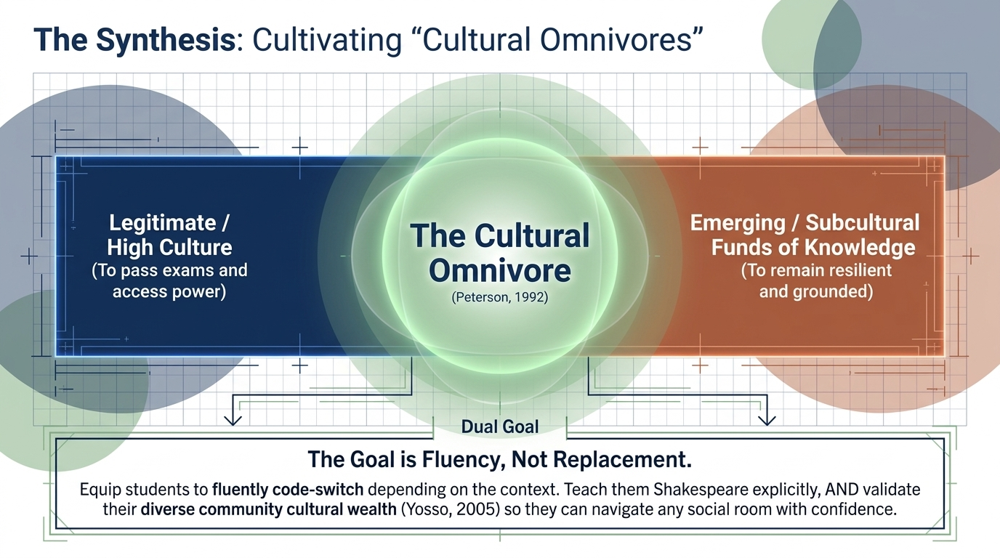 The Synthesis: Cultivating “Cultural Omnivores”
Legitimate /
High Culture
(To pass exams and
access power)
The Cultural
Omnivore
(Peterson, 1992)
Emerging / Subcultural
Funds of Knowledge
(To remain resilient
and grounded)
Dual Goal
The Goal is Fluency, Not Replacement.
Equip students to fluently code-switch depending on the context. Teach them Shakespeare explicitly, AND validate
their diverse community cultural wealth (Yosso, 2005) so they can navigate any social room with confidence.